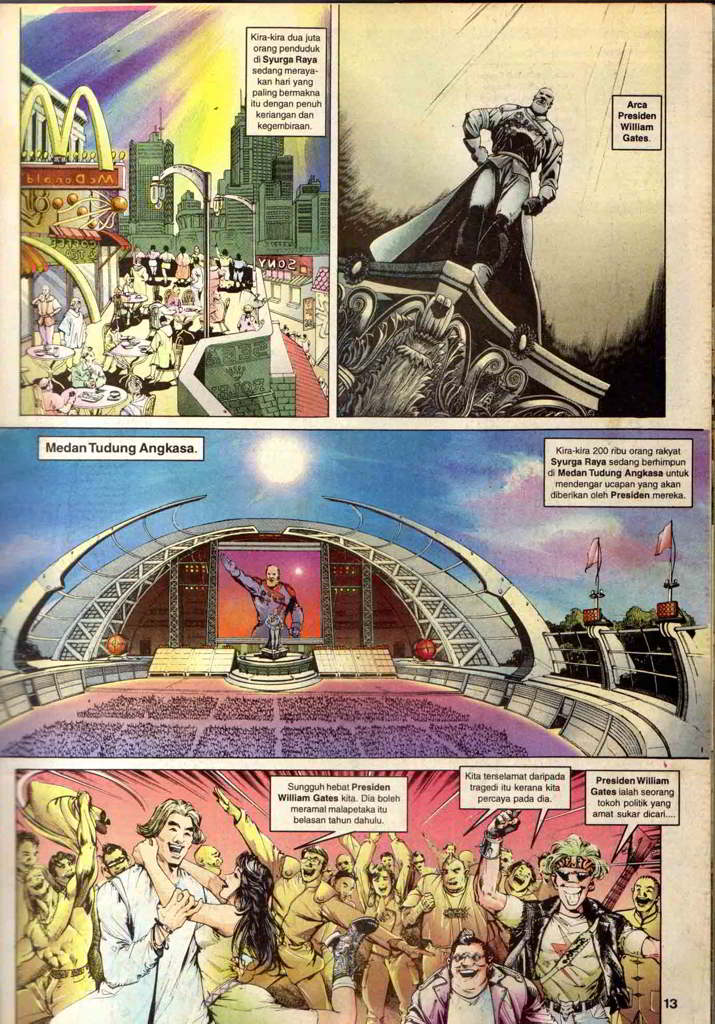 Kira-kira dua juta
orang penduduk
di Syurga Raya
sedang meraya-
kan hari yang
paling bermakna
itu dengan penuh
keriangan dan
kegembiraan.
McDonald
COFFEE
SONY
Arca
Presiden
William
Gates.
Medan Tudung Angkasa.
Kira-kira 200 ribu orang rakyat
Syurga Raya sedang berhimpun
di Medan Tudung Angkasa untuk
mendengar ucapan yang akan
diberikan oleh Presiden mereka.
Sungguh hebat Presiden
William Gates kita. Dia boleh
meramal malapetaka itu
belasan tahun dahulu.
Kita terselamat daripada
tragedi itu kerana kita
percaya pada dia.
Presiden William
Gates ialah seorang
tokoh politik yang
amat sukar dicari....
13